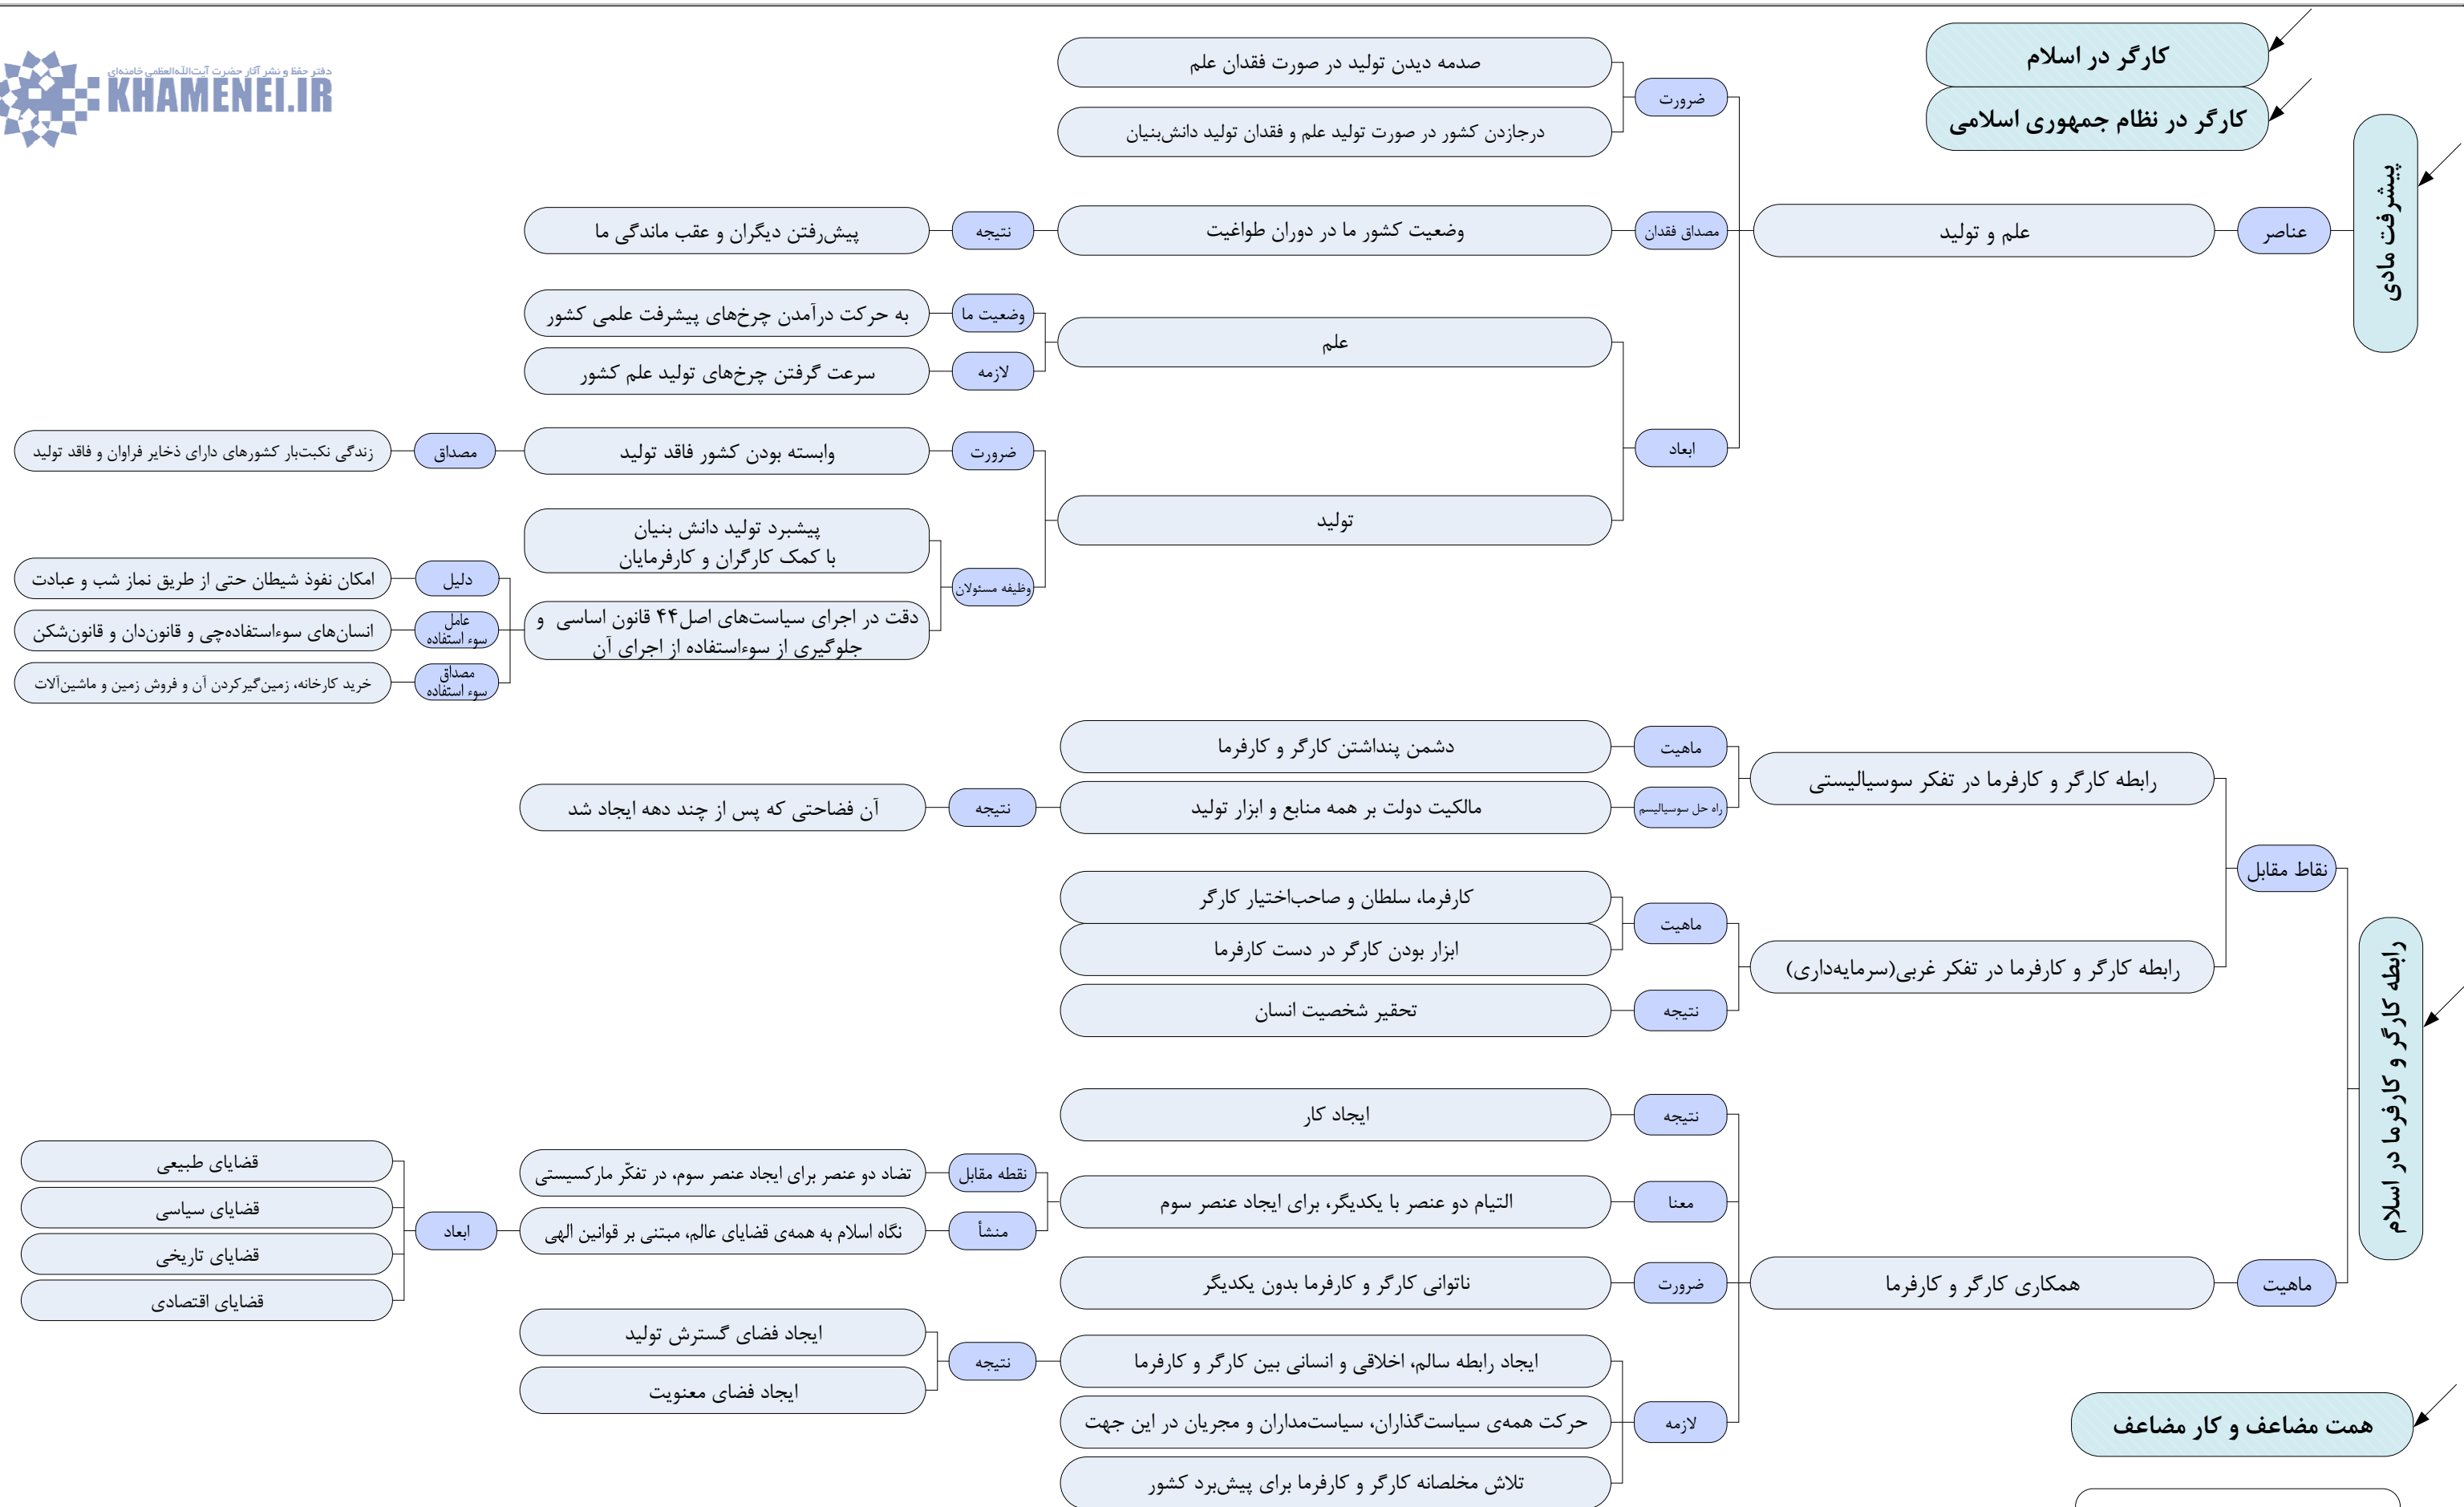 دفتر حفظ و نشر آثار حضرت آیت‌الله‌العظمی خامنه‌ای
KHAMENEI.IR
کارگر در اسلام
کارگر در نظام جمهوری اسلامی
پیشرفت مادی
عناصر
علم و تولید
ضرورت
صدمه دیدن تولید در صورت فقدان علم
درجازدن کشور در صورت تولید علم و فقدان تولید دانش‌بنیان
مصداق فقدان
وضعیت کشور ما در دوران طواغیت
نتیجه
پیش‌رفتن دیگران و عقب ماندگی ما
ابعاد
علم
وضعیت ما
به حرکت درآمدن چرخ‌های پیشرفت علمی کشور
لازمه
سرعت گرفتن چرخ‌های تولید علم کشور
تولید
ضرورت
وابسته بودن کشور فاقد تولید
مصداق
زندگی نکبت‌بار کشورهای دارای ذخایر فراوان و فاقد تولید
وظیفه مسئولان
پیشبرد تولید دانش بنیان
با کمک کارگران و کارفرمایان
دقت در اجرای سیاست‌های اصل۴۴ قانون اساسی و
جلوگیری از سوءاستفاده از اجرای آن
دلیل
امکان نفوذ شیطان حتی از طریق نماز شب و عبادت
عامل
سوء استفاده
انسان‌های سوءاستفاده‌چی و قانون‌دان و قانون‌شکن
مصداق
سوء استفاده
خرید کارخانه، زمین‌گیرکردن آن و فروش زمین و ماشین‌آلات
رابطه کارگر و کارفرما در اسلام
نقاط مقابل
رابطه کارگر و کارفرما در تفکر سوسیالیستی
ماهیت
دشمن پنداشتن کارگر و کارفرما
راه حل سوسیالیسم
مالکیت دولت بر همه منابع و ابزار تولید
نتیجه
آن فضاحتی که پس از چند دهه ایجاد شد
رابطه کارگر و کارفرما در تفکر غربی(سرمایه‌داری)
ماهیت
کارفرما، سلطان و صاحب‌اختیار کارگر
ابزار بودن کارگر در دست کارفرما
نتیجه
تحقیر شخصیت انسان
ماهیت
همکاری کارگر و کارفرما
نتیجه
ایجاد کار
معنا
التیام دو عنصر با یکدیگر، برای ایجاد عنصر سوم
نقطه مقابل
تضاد دو عنصر برای ایجاد عنصر سوم، در تفکّر مارکسیستی
منشأ
نگاه اسلام به همه‌ی قضایای عالم، مبتنی بر قوانین الهی
ابعاد
قضایای طبیعی
قضایای سیاسی
قضایای تاریخی
قضایای اقتصادی
ضرورت
ناتوانی کارگر و کارفرما بدون یکدیگر
لازمه
ایجاد رابطه سالم، اخلاقی و انسانی بین کارگر و کارفرما
نتیجه
ایجاد فضای گسترش تولید
ایجاد فضای معنویت
حرکت همه‌ی سیاست‌گذاران، سیاست‌مداران و مجریان در این جهت
تلاش مخلصانه کارگر و کارفرما برای پیش‌برد کشور
همت مضاعف و کار مضاعف